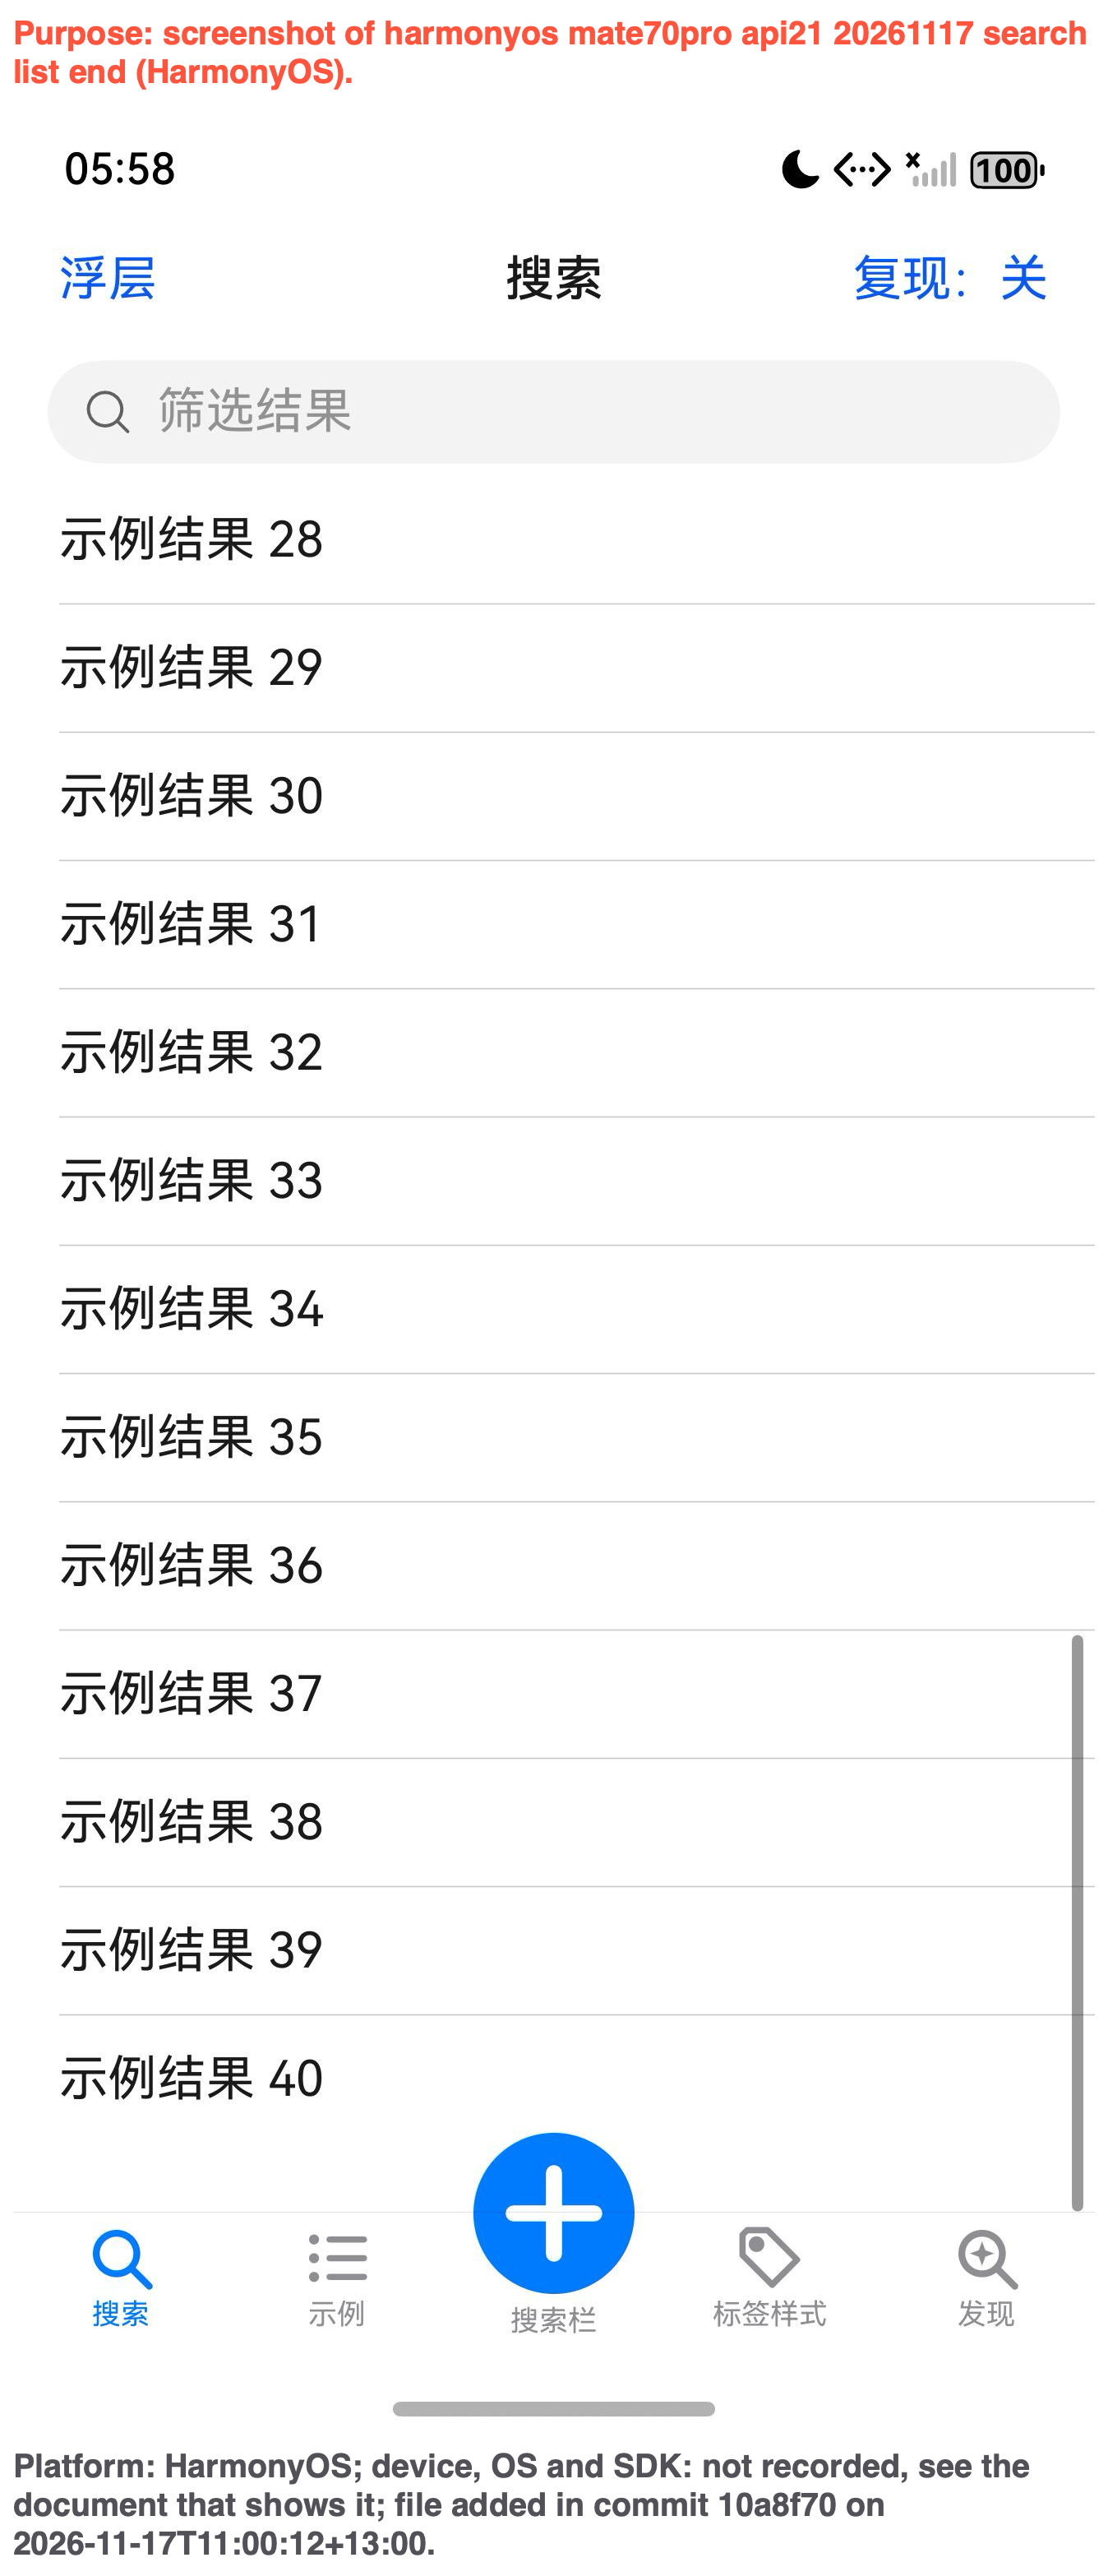 Purpose: screenshot of harmonyos mate70pro api21 20261117 search
list end (HarmonyOS).
05:58
100
浮层 搜索 复现：关
筛选结果
示例结果 28
示例结果 29
示例结果 30
示例结果 31
示例结果 32
示例结果 33
示例结果 34
示例结果 35
示例结果 36
示例结果 37
示例结果 38
示例结果 39
示例结果 40
搜索 示例 搜索栏 标签样式 发现
Platform: HarmonyOS; device, OS and SDK: not recorded, see the
document that shows it; file added in commit 10a8f70 on
2026-11-17T11:00:12+13:00.